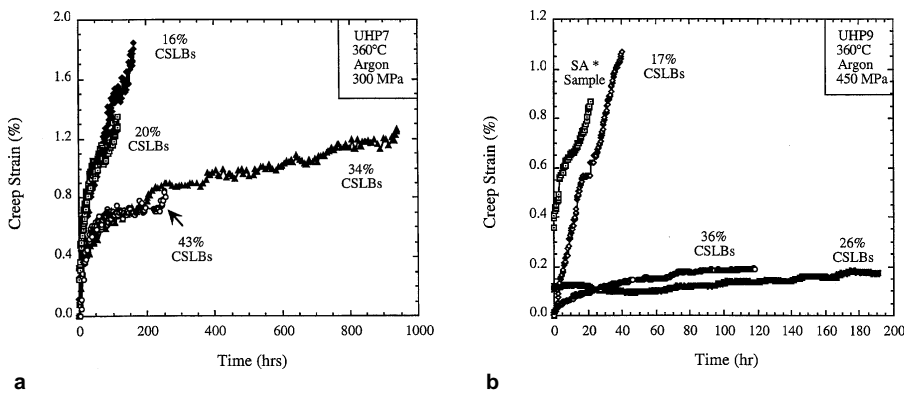 2.0
1.6
1.2
0.8
0.4
0.0
Creep Strain (%)
0 200 400 600 800 1000
Time (hrs)
16%
CSLBs
20%
CSLBs
34%
CSLBs
43%
CSLBs
UHP7
360°C
Argon
300 MPa
a
1.2
1.0
0.8
0.6
0.4
0.2
0.0
Creep Strain (%)
0 20 40 60 80 100 120 140 160 180 200
Time (hr)
SA *
Sample
17%
CSLBs
36%
CSLBs
26%
CSLBs
UHP9
360°C
Argon
450 MPa
b